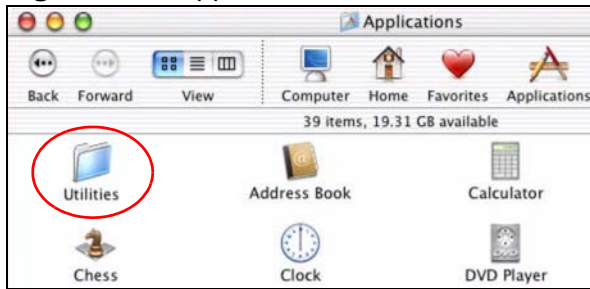 Applications
Back Forward View Computer Home Favorites Applications
39 items, 19.31 GB available
Utilities Address Book Calculator
Chess Clock DVD Player